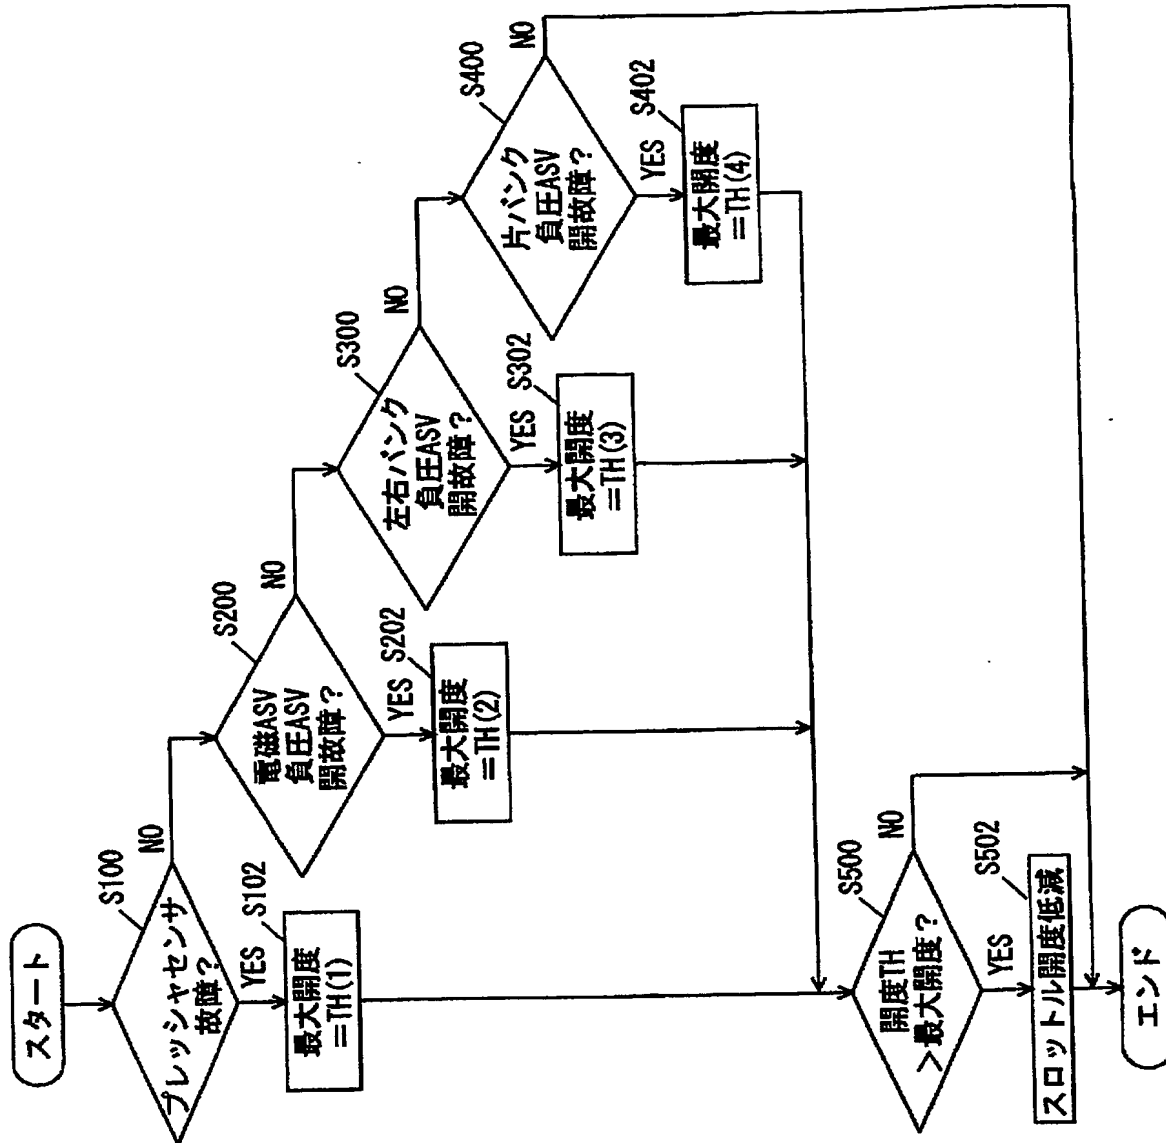 スタート
S100
プレッシャセンサ
故障？
NO
YES
S102
最大開度
＝TH(1)
S200
電磁ASV
負圧ASV
開故障？
NO
YES
S202
最大開度
＝TH(2)
S300
左右バンク
負圧ASV
開故障？
NO
YES
S302
最大開度
＝TH(3)
S400
片バンク
負圧ASV
開故障？
NO
YES
S402
最大開度
＝TH(4)
S500
開度TH
＞最大開度？
NO
YES
S502
スロットル開度低減
エンド